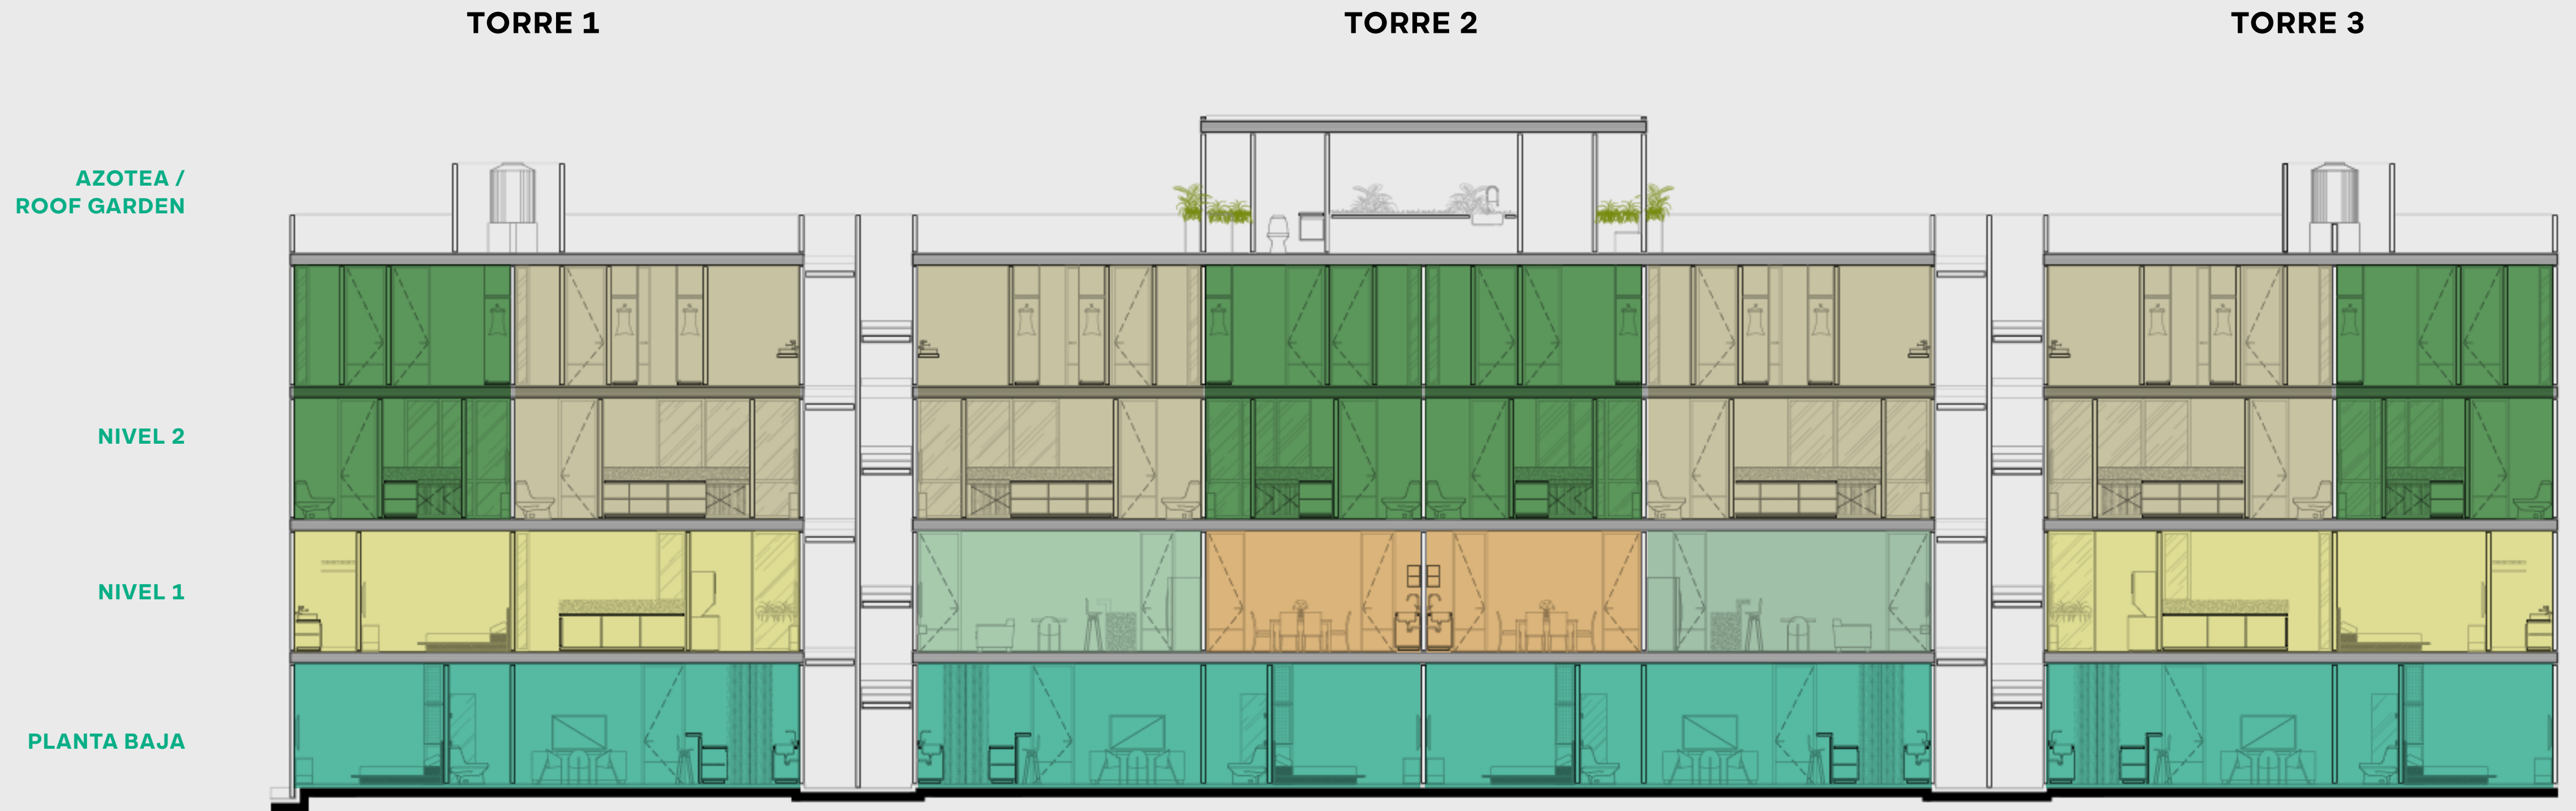 TORRE 1
TORRE 2
TORRE 3
AZOTEA /
ROOF GARDEN
NIVEL 2
NIVEL 1
PLANTA BAJA